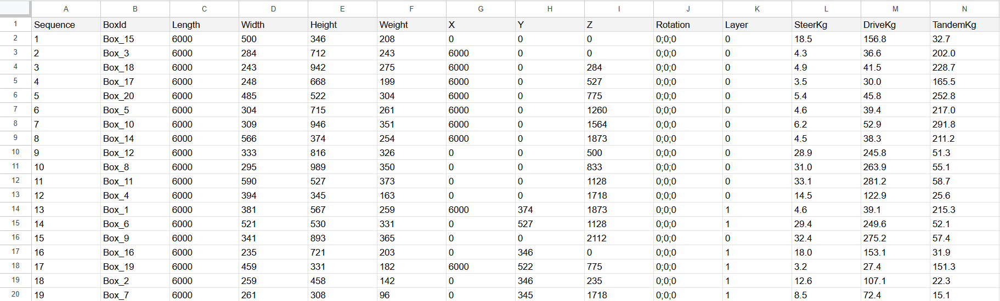 A B C D E F G H I J K L M N
1 Sequence BoxId Length Width Height Weight X Y Z Rotation Layer SteerKg DriveKg TandemKg
2 1 Box_15 6000 500 346 208 0 0 0 0;0;0 0 18.5 156.8 32.7
3 2 Box_3 6000 284 712 243 6000 0 0 0;0;0 0 4.3 36.6 202.0
4 3 Box_18 6000 243 942 275 6000 0 284 0;0;0 0 4.9 41.5 228.7
5 4 Box_17 6000 248 668 199 6000 0 527 0;0;0 0 3.5 30.0 165.5
6 5 Box_20 6000 485 522 304 6000 0 775 0;0;0 0 5.4 45.8 252.8
7 6 Box_5 6000 304 715 261 6000 0 1260 0;0;0 0 4.6 39.4 217.0
8 7 Box_10 6000 309 946 351 6000 0 1564 0;0;0 0 6.2 52.9 291.8
9 8 Box_14 6000 566 374 254 6000 0 1873 0;0;0 0 4.5 38.3 211.2
10 9 Box_12 6000 333 816 326 0 0 500 0;0;0 0 28.9 245.8 51.3
11 10 Box_8 6000 295 989 350 0 0 833 0;0;0 0 31.0 263.9 55.1
12 11 Box_11 6000 590 527 373 0 0 1128 0;0;0 0 33.1 281.2 58.7
13 12 Box_4 6000 394 345 163 0 0 1718 0;0;0 0 14.5 122.9 25.6
14 13 Box_1 6000 381 567 259 6000 374 1873 0;0;0 1 4.6 39.1 215.3
15 14 Box_6 6000 521 530 331 0 527 1128 0;0;0 1 29.4 249.6 52.1
16 15 Box_9 6000 341 893 365 0 0 2112 0;0;0 0 32.4 275.2 57.4
17 16 Box_16 6000 235 721 203 0 346 0 0;0;0 1 18.0 153.1 31.9
18 17 Box_19 6000 459 331 182 6000 522 775 0;0;0 1 3.2 27.4 151.3
19 18 Box_2 6000 259 458 142 0 346 235 0;0;0 1 12.6 107.1 22.3
20 19 Box_7 6000 261 308 96 0 345 1718 0;0;0 1 8.5 72.4 15.1